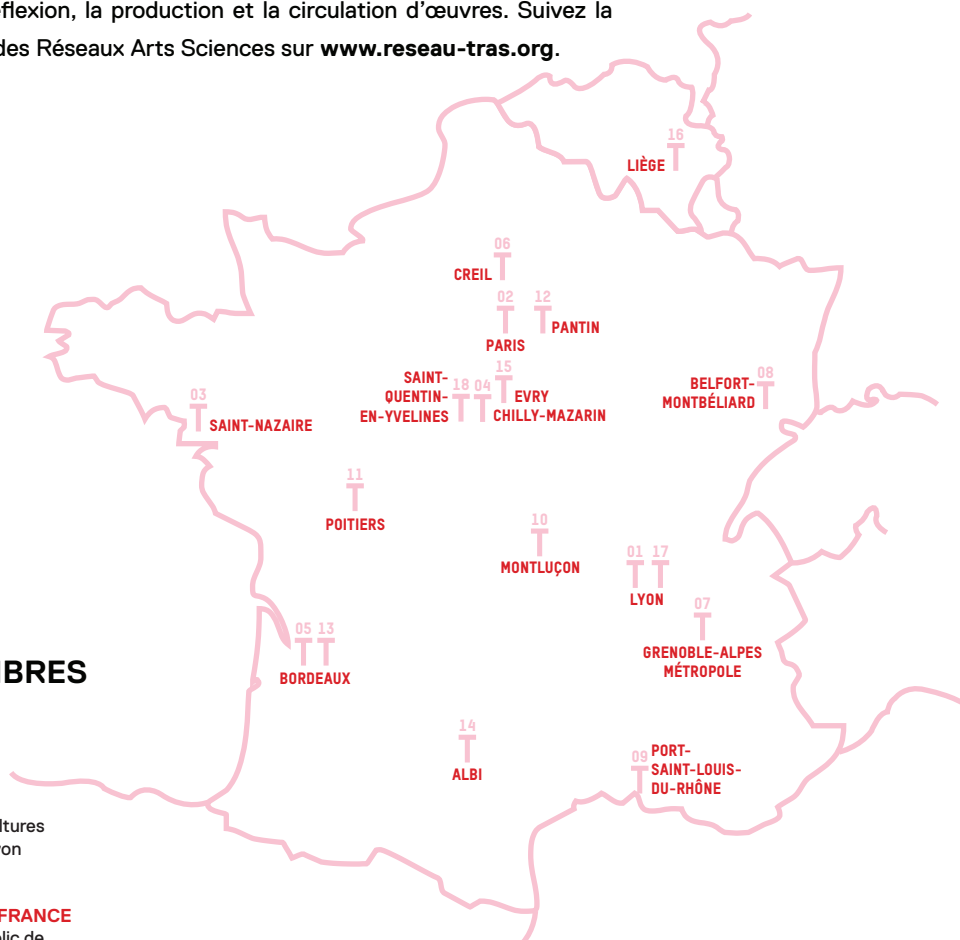 éflexion, la production et la circulation d'œuvres. Suivez la
des Réseaux Arts Sciences sur www.reseau-tras.org.
16
LIÈGE
06
CREIL
02
12
PARIS
PANTIN
15
SAINT-
QUENTIN-
EN-YVELINES
18
04
EVRY
CHILLY-MAZARIN
08
BELFORT-
MONTBÉLIARD
03
SAINT-NAZAIRE
11
POITIERS
10
MONTLUÇON
01
17
LYON
07
GRENOBLE-ALPES
MÉTROPOLE
05
13
BORDEAUX
14
ALBI
09
PORT-
SAINT-LOUIS-
DU-RHÔNE
BRES
ltures
on
FRANCE
lic de